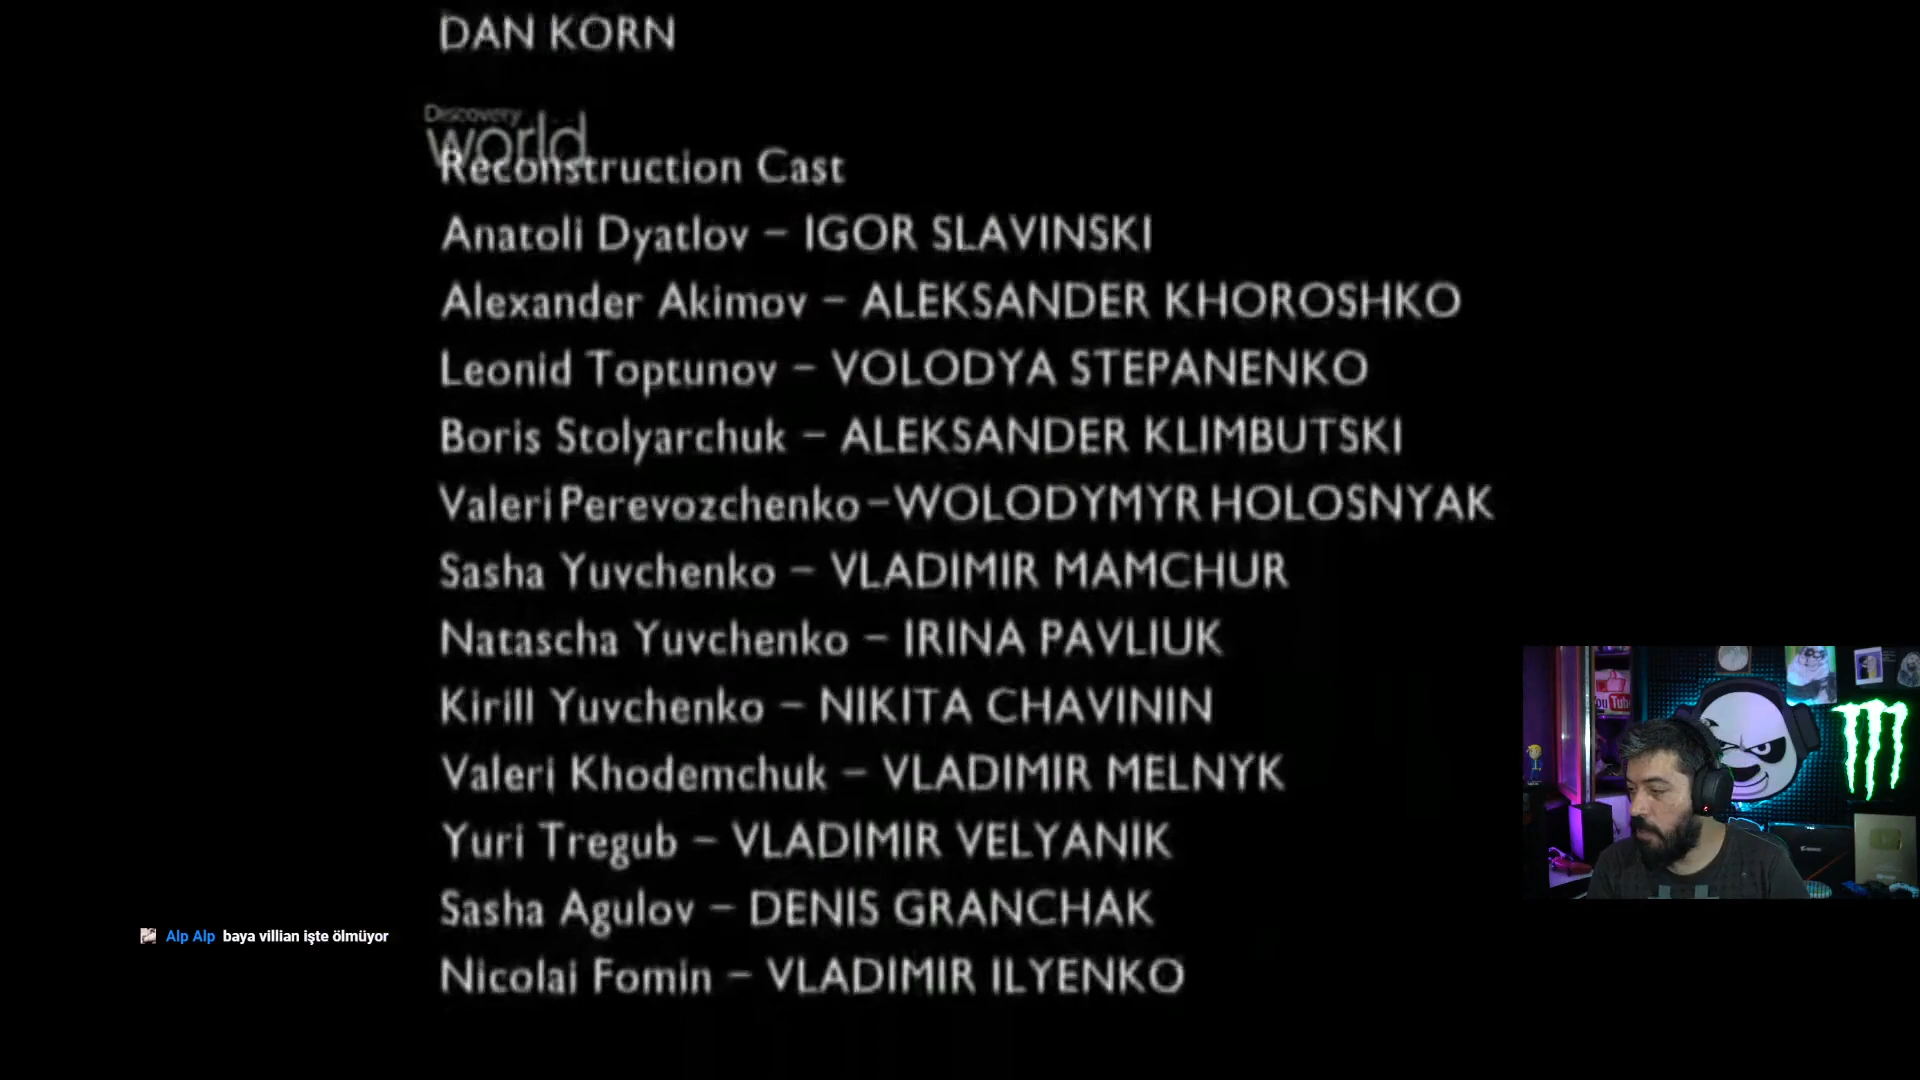 DAN KORN
Discovery
world
Reconstruction Cast
Anatoli Dyatlov – IGOR SLAVINSKI
Alexander Akimov – ALEKSANDER KHOROSHKO
Leonid Toptunov – VOLODYA STEPANENKO
Boris Stolyarchuk – ALEKSANDER KLIMBUTSKI
Valeri Perevozchenko – WOLODYMYR HOLOSNYAK
Sasha Yuvchenko – VLADIMIR MAMCHUR
Natascha Yuvchenko – IRINA PAVLIUK
Kirill Yuvchenko – NIKITA CHAVININ
Valeri Khodemchuk – VLADIMIR MELNYK
Yuri Tregub – VLADIMIR VELYANIK
Sasha Agulov – DENIS GRANCHAK
Alp Alp baya villian işte ölmüyor
Nicolai Fomin – VLADIMIR ILYENKO